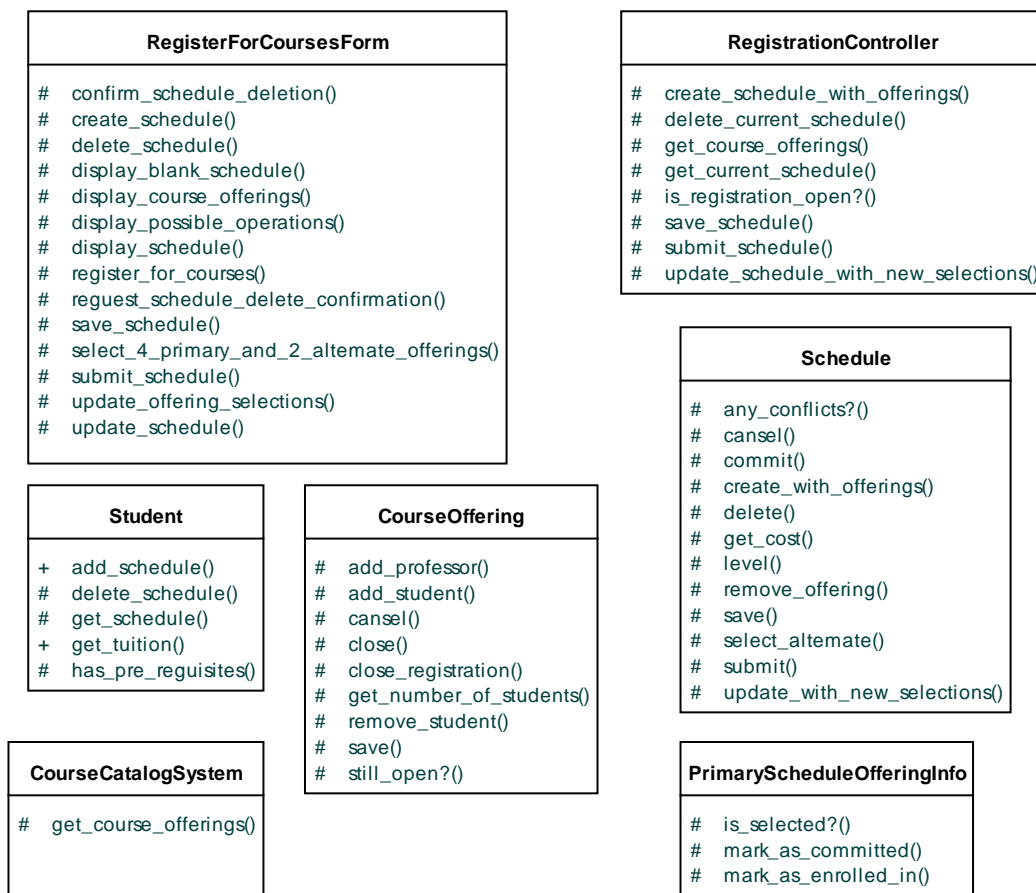 RegisterForCoursesForm
# confirm_schedule_deletion()
# create_schedule()
# delete_schedule()
# display_blank_schedule()
# display_course_offerings()
# display_possible_operations()
# display_schedule()
# register_for_courses()
# reguest_schedule_delete_confirmation()
# save_schedule()
# select_4_primary_and_2_altemate_offerings()
# submit_schedule()
# update_offering_selections()
# update_schedule()
RegistrationController
# create_schedule_with_offerings()
# delete_current_schedule()
# get_course_offerings()
# get_current_schedule()
# is_registration_open?()
# save_schedule()
# submit_schedule()
# update_schedule_with_new_selections()
Schedule
# any_conflicts?()
# cansel()
# commit()
# create_with_offerings()
# delete()
# get_cost()
# level()
# remove_offering()
# save()
# select_altemate()
# submit()
# update_with_new_selections()
Student
+ add_schedule()
# delete_schedule()
# get_schedule()
+ get_tuition()
# has_pre_reguisites()
CourseOffering
# add_professor()
# add_student()
# cansel()
# close()
# close_registration()
# get_number_of_students()
# remove_student()
# save()
# still_open?()
CourseCatalogSystem
# get_course_offerings()
PrimaryScheduleOfferingInfo
# is_selected?()
# mark_as_committed()
# mark_as_enrolled_in()